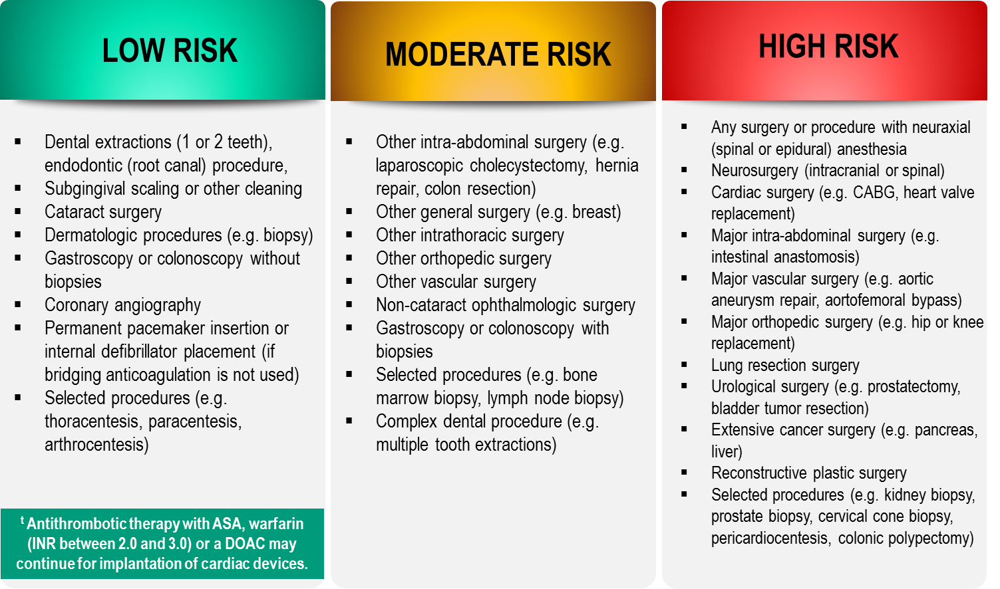 LOW RISK
▪ Dental extractions (1 or 2 teeth),
endodontic (root canal) procedure,
▪ Subgingival scaling or other cleaning
▪ Cataract surgery
▪ Dermatologic procedures (e.g. biopsy)
▪ Gastroscopy or colonoscopy without
biopsies
▪ Coronary angiography
▪ Permanent pacemaker insertion or
internal defibrillator placement (if
bridging anticoagulation is not used)
▪ Selected procedures (e.g.
thoracentesis, paracentesis,
arthrocentesis)
t Antithrombotic therapy with ASA, warfarin
(INR between 2.0 and 3.0) or a DOAC may
continue for implantation of cardiac devices.
MODERATE RISK
▪ Other intra-abdominal surgery (e.g.
laparoscopic cholecystectomy, hernia
repair, colon resection)
▪ Other general surgery (e.g. breast)
▪ Other intrathoracic surgery
▪ Other orthopedic surgery
▪ Other vascular surgery
▪ Non-cataract ophthalmologic surgery
▪ Gastroscopy or colonoscopy with
biopsies
▪ Selected procedures (e.g. bone
marrow biopsy, lymph node biopsy)
▪ Complex dental procedure (e.g.
multiple tooth extractions)
HIGH RISK
▪ Any surgery or procedure with neuraxial
(spinal or epidural) anesthesia
▪ Neurosurgery (intracranial or spinal)
▪ Cardiac surgery (e.g. CABG, heart valve
replacement)
▪ Major intra-abdominal surgery (e.g.
intestinal anastomosis)
▪ Major vascular surgery (e.g. aortic
aneurysm repair, aortofemoral bypass)
▪ Major orthopedic surgery (e.g. hip or knee
replacement)
▪ Lung resection surgery
▪ Urological surgery (e.g. prostatectomy,
bladder tumor resection)
▪ Extensive cancer surgery (e.g. pancreas,
liver)
▪ Reconstructive plastic surgery
▪ Selected procedures (e.g. kidney biopsy,
prostate biopsy, cervical cone biopsy,
pericardiocentesis, colonic polypectomy)